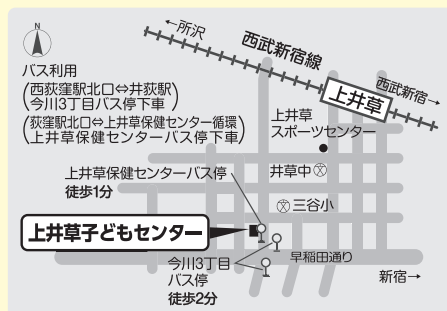 N
←所沢
西武新宿線
西武新宿→
上井草
バス利用
(西荻窪駅北口⇔井荻駅
今川3丁目バス停下車)
(荻窪駅北口⇔上井草保健センター循環
上井草保健センターバス停下車)
上井草
スポーツセンター
井草中 文
上井草保健センターバス停
徒歩1分
文 三谷小
上井草子どもセンター
早稲田通り
今川3丁目
バス停
徒歩2分
新宿→